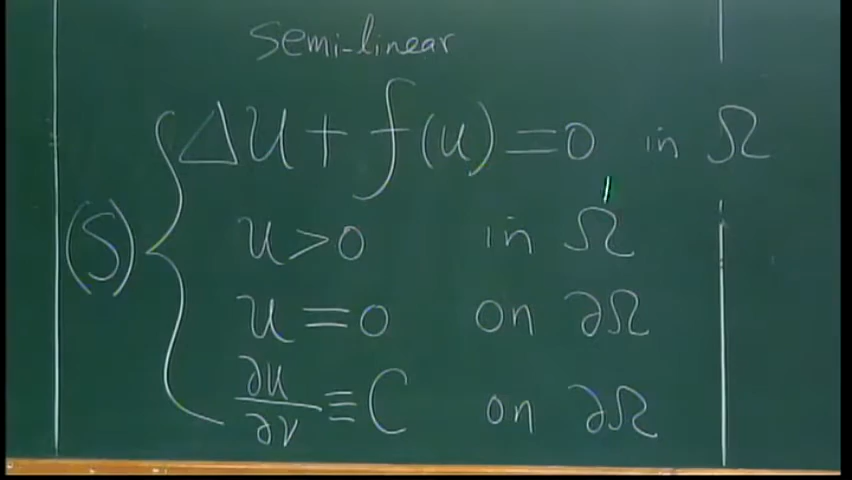 semi-linear
Δu + f(u) = 0 in Ω
(S)
u > 0 in Ω
u = 0 on ∂Ω
∂u/∂ν ≡ C on ∂Ω